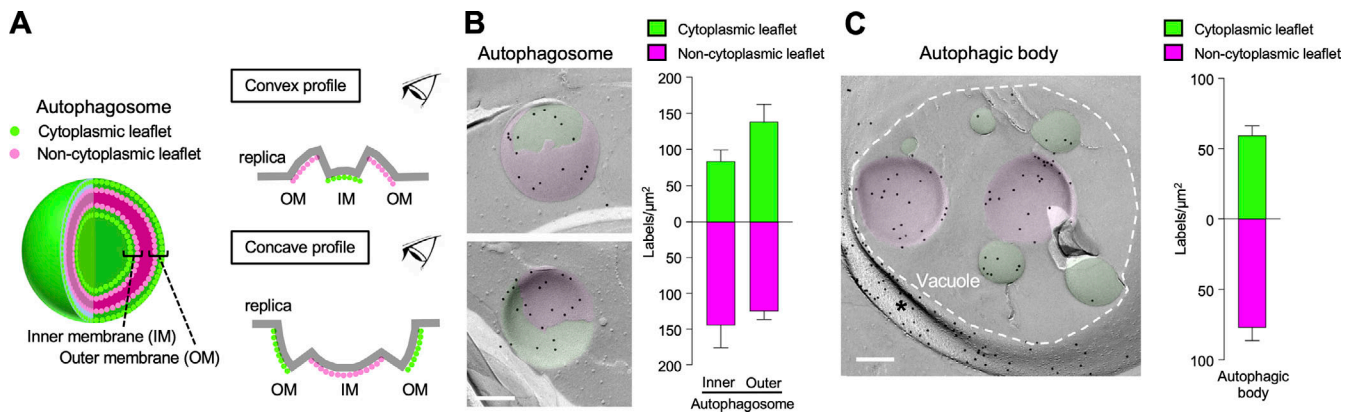 A
Autophagosome
Cytoplasmic leaflet
Non-cytoplasmic leaflet
Inner membrane (IM)
Outer membrane (OM)
Convex profile
replica
OM
IM
OM
Concave profile
replica
OM
IM
OM
B
Autophagosome
Cytoplasmic leaflet
Non-cytoplasmic leaflet
200
150
100
50
0
50
100
150
200
Labels/µm²
Inner
Outer
Autophagosome
C
Autophagic body
Vacuole
*
Cytoplasmic leaflet
Non-cytoplasmic leaflet
100
50
0
50
100
Labels/µm²
Autophagic
body